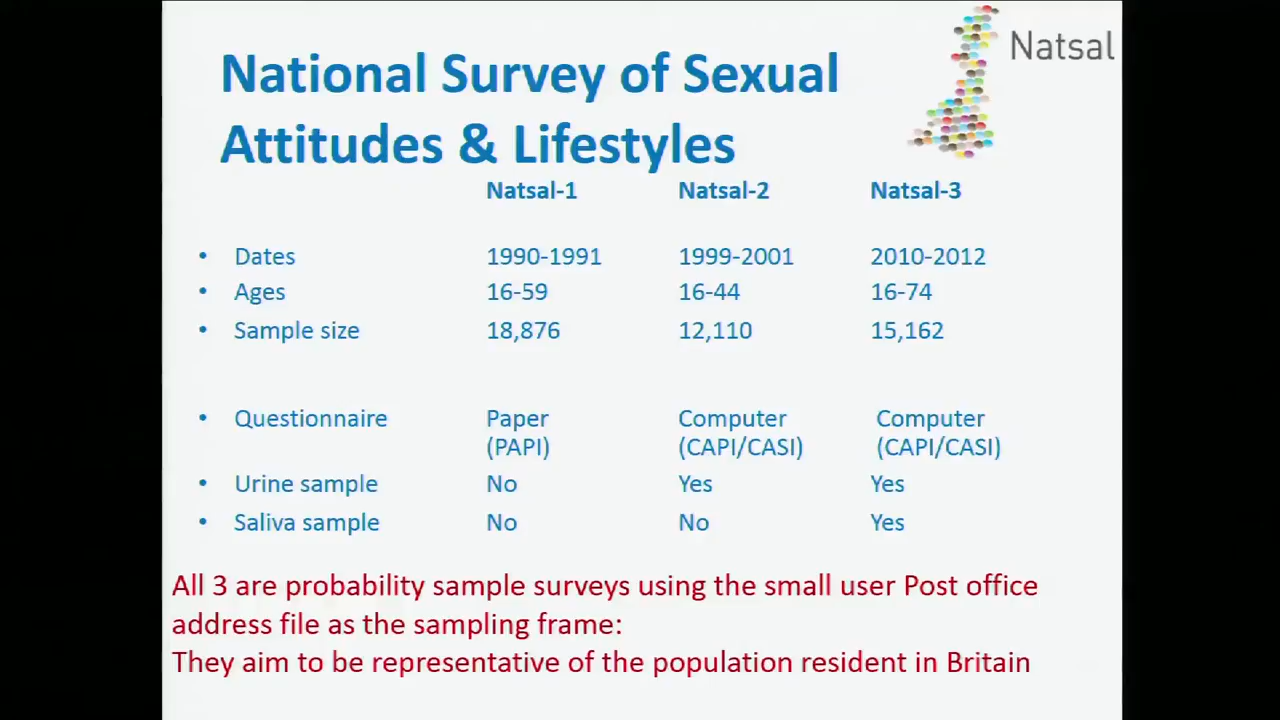 National Survey of Sexual
Attitudes & Lifestyles
Natsal
Natsal-1 Natsal-2 Natsal-3
• Dates 1990-1991 1999-2001 2010-2012
• Ages 16-59 16-44 16-74
• Sample size 18,876 12,110 15,162
• Questionnaire Paper Computer Computer
(PAPI) (CAPI/CASI) (CAPI/CASI)
• Urine sample No Yes Yes
• Saliva sample No No Yes
All 3 are probability sample surveys using the small user Post office
address file as the sampling frame:
They aim to be representative of the population resident in Britain